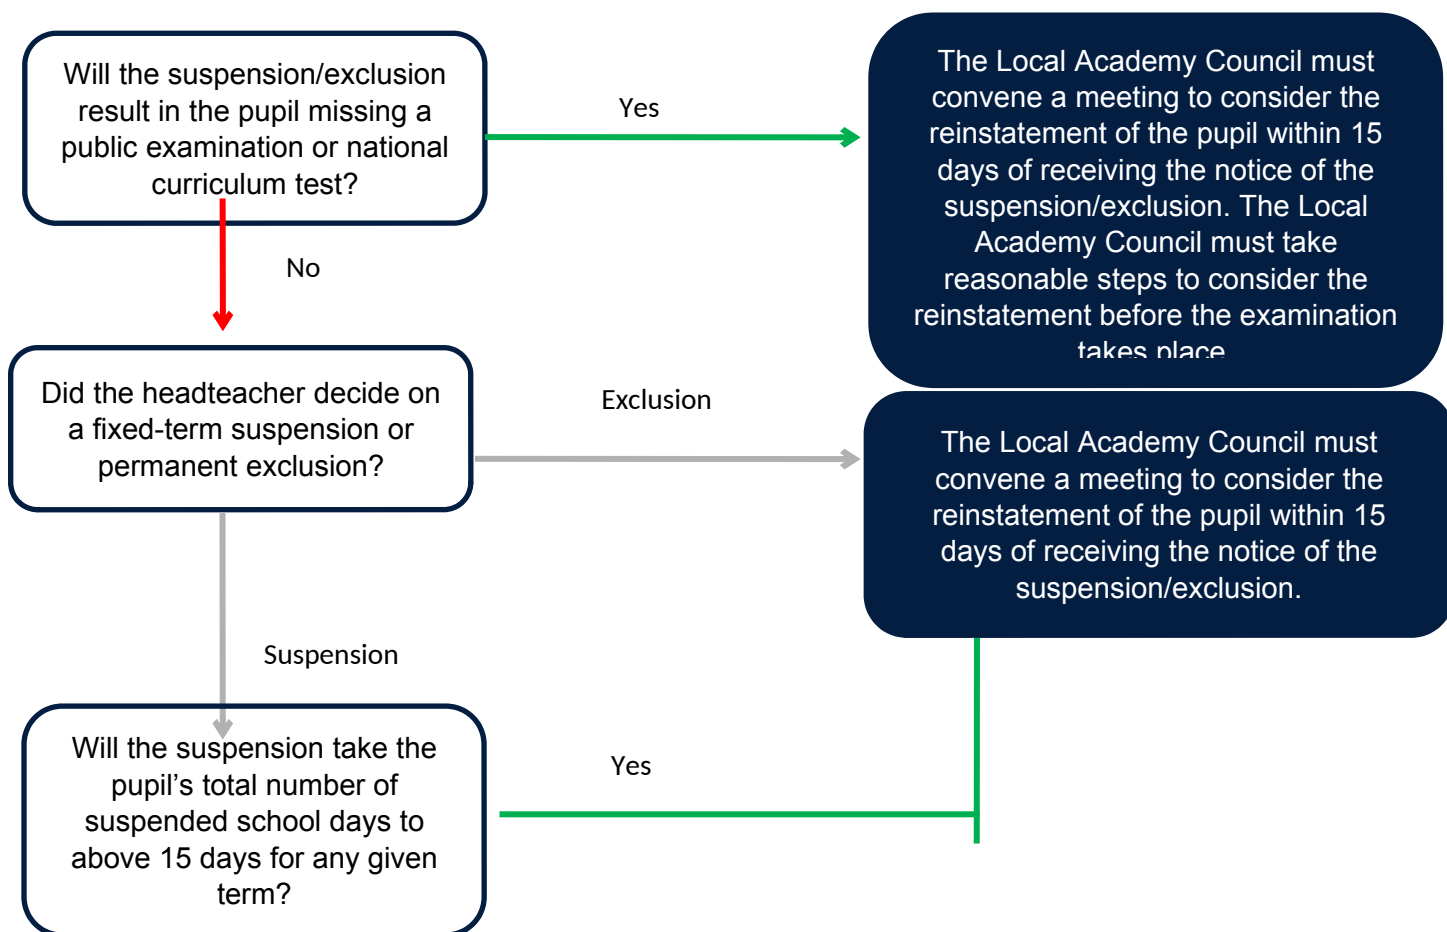 Will the suspension/exclusion
result in the pupil missing a
public examination or national
curriculum test?
Yes
The Local Academy Council must
convene a meeting to consider the
reinstatement of the pupil within 15
days of receiving the notice of the
suspension/exclusion. The Local
Academy Council must take
reasonable steps to consider the
reinstatement before the examination
takes place
No
Did the headteacher decide on
a fixed-term suspension or
permanent exclusion?
Exclusion
The Local Academy Council must
convene a meeting to consider the
reinstatement of the pupil within 15
days of receiving the notice of the
suspension/exclusion.
Suspension
Will the suspension take the
pupil’s total number of
suspended school days to
above 15 days for any given
term?
Yes